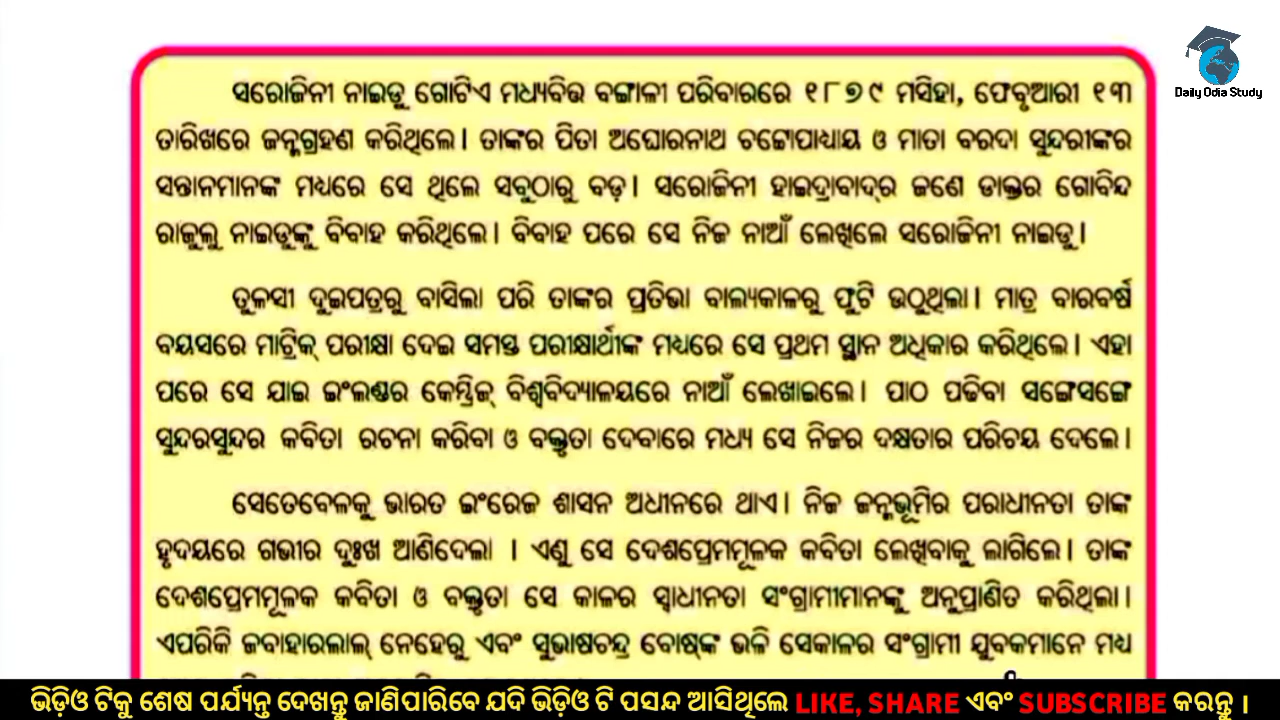 Daily Odia Study
ସରୋଜିନୀ ନାଇଡୁ ଗୋଟିଏ ମଧ୍ୟବିତ୍ତ ବଙ୍ଗାଳୀ ପରିବାରରେ ୧୮୭୯ ମସିହା, ଫେବୃଆରୀ ୧୩
ତାରିଖରେ ଜନ୍ମଗ୍ରହଣ କରିଥିଲେ। ତାଙ୍କର ପିତା ଅଘୋରନାଥ ଚଟ୍ଟୋପାଧ୍ୟାୟ ଓ ମାତା ବରଦା ସୁନ୍ଦରୀଙ୍କର
ସନ୍ତାନମାନଙ୍କ ମଧ୍ୟରେ ସେ ଥିଲେ ସବୁଠାରୁ ବଡ଼। ସରୋଜିନୀ ହାଇଦ୍ରାବାଦ୍‌ର ଜଣେ ଡାକ୍ତର ଗୋବିନ୍ଦ
ରାଜୁଲୁ ନାଇଡୁଙ୍କୁ ବିବାହ କରିଥିଲେ। ବିବାହ ପରେ ସେ ନିଜ ନାଆଁ ଲେଖିଲେ ସରୋଜିନୀ ନାଇଡୁ।
ତୁଳସୀ ଦୁଇପତ୍ରରୁ ବାସିଲା ପରି ତାଙ୍କର ପ୍ରତିଭା ବାଲ୍ୟକାଳରୁ ଫୁଟି ଉଠୁଥିଲା। ମାତ୍ର ବାରବର୍ଷ
ବୟସରେ ମାଟ୍ରିକ୍ ପରୀକ୍ଷା ଦେଇ ସମସ୍ତ ପରୀକ୍ଷାର୍ଥୀଙ୍କ ମଧ୍ୟରେ ସେ ପ୍ରଥମ ସ୍ଥାନ ଅଧିକାର କରିଥିଲେ। ଏହା
ପରେ ସେ ଯାଇ ଇଂଲଣ୍ଡର କେମ୍ବ୍ରିଜ୍ ବିଶ୍ୱବିଦ୍ୟାଳୟରେ ନାଆଁ ଲେଖାଇଲେ। ପାଠ ପଢିବା ସଙ୍ଗେସଙ୍ଗେ
ସୁନ୍ଦରସୁନ୍ଦର କବିତା ରଚନା କରିବା ଓ ବକ୍ତୃତା ଦେବାରେ ମଧ୍ୟ ସେ ନିଜର ଦକ୍ଷତାର ପରିଚୟ ଦେଲେ।
ସେତେବେଳକୁ ଭାରତ ଇଂରେଜ ଶାସନ ଅଧୀନରେ ଥାଏ। ନିଜ ଜନ୍ମଭୂମିର ପରାଧୀନତା ତାଙ୍କ
ହୃଦୟରେ ଗଭୀର ଦୁଃଖ ଆଣିଦେଲା । ଏଣୁ ସେ ଦେଶପ୍ରେମମୂଳକ କବିତା ଲେଖିବାକୁ ଲାଗିଲେ। ତାଙ୍କ
ଦେଶପ୍ରେମମୂଳକ କବିତା ଓ ବକ୍ତୃତା ସେ କାଳର ସ୍ୱାଧୀନତା ସଂଗ୍ରାମୀମାନଙ୍କୁ ଅନୁପ୍ରାଣିତ କରିଥିଲା।
ଏପରିକି ଜବାହାରଲାଲ୍ ନେହେରୁ ଏବଂ ସୁଭାଷଚନ୍ଦ୍ର ବୋଷ୍‌ଙ୍କ ଭଳି ସେକାଳର ସଂଗ୍ରାମୀ ଯୁବକମାନେ ମଧ୍ୟ
ଭିଡ଼ିଓ ଟିକୁ ଶେଷ ପର୍ଯ୍ୟନ୍ତ ଦେଖନ୍ତୁ ଜାଣିପାରିବେ ଯଦି ଭିଡ଼ିଓ ଟି ପସନ୍ଦ ଆସିଥିଲେ LIKE, SHARE ଏବଂ SUBSCRIBE କରନ୍ତୁ ।